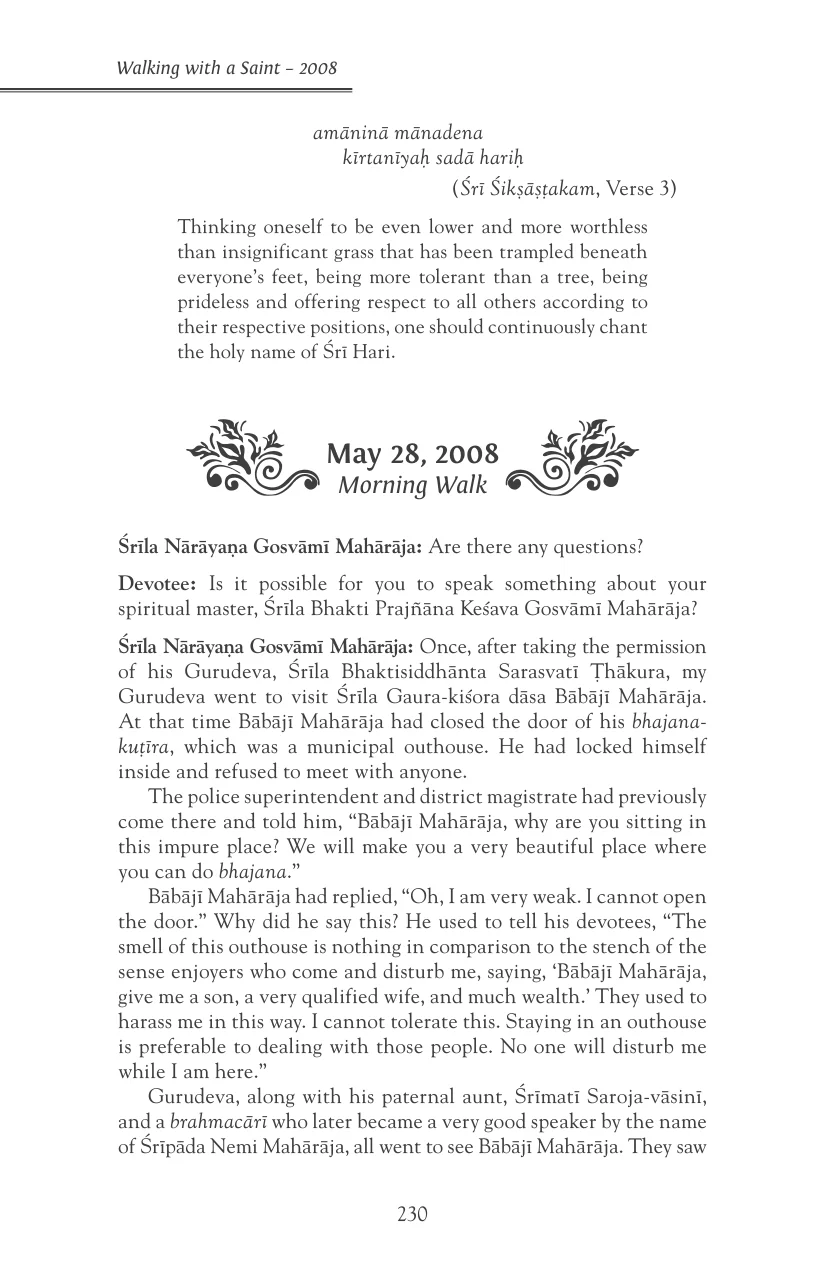 Walking with a Saint – 2008
amāninā mānadena
kīrtanīyaḥ sadā hariḥ
(Śrī Śikṣāṣṭakam, Verse 3)
Thinking oneself to be even lower and more worthless
than insignificant grass that has been trampled beneath
everyone’s feet, being more tolerant than a tree, being
prideless and offering respect to all others according to
their respective positions, one should continuously chant
the holy name of Śrī Hari.
May 28, 2008
Morning Walk
Śrīla Nārāyaṇa Gosvāmī Mahārāja: Are there any questions?
Devotee: Is it possible for you to speak something about your
spiritual master, Śrīla Bhakti Prajñāna Keśava Gosvāmī Mahārāja?
Śrīla Nārāyaṇa Gosvāmī Mahārāja: Once, after taking the permission
of his Gurudeva, Śrīla Bhaktisiddhānta Sarasvatī Ṭhākura, my
Gurudeva went to visit Śrīla Gaura-kiśora dāsa Bābājī Mahārāja.
At that time Bābājī Mahārāja had closed the door of his bhajana-
kuṭīra, which was a municipal outhouse. He had locked himself
inside and refused to meet with anyone.
The police superintendent and district magistrate had previously
come there and told him, “Bābājī Mahārāja, why are you sitting in
this impure place? We will make you a very beautiful place where
you can do bhajana.”
Bābājī Mahārāja had replied, “Oh, I am very weak. I cannot open
the door.” Why did he say this? He used to tell his devotees, “The
smell of this outhouse is nothing in comparison to the stench of the
sense enjoyers who come and disturb me, saying, ‘Bābājī Mahārāja,
give me a son, a very qualified wife, and much wealth.’ They used to
harass me in this way. I cannot tolerate this. Staying in an outhouse
is preferable to dealing with those people. No one will disturb me
while I am here.”
Gurudeva, along with his paternal aunt, Śrīmatī Saroja-vāsinī,
and a brahmacārī who later became a very good speaker by the name
of Śrīpāda Nemi Mahārāja, all went to see Bābājī Mahārāja. They saw
230